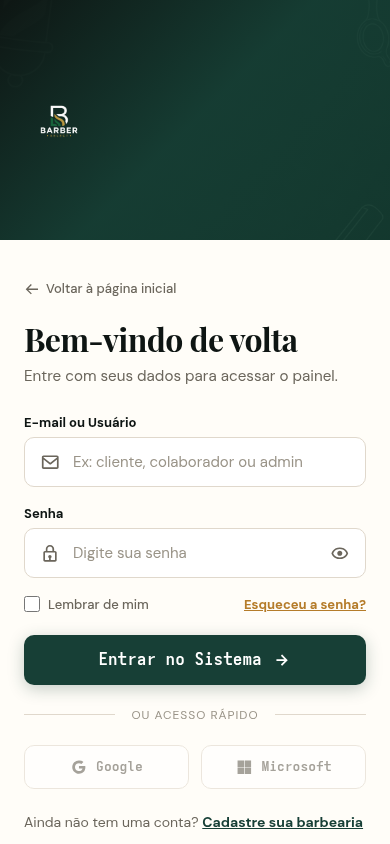 BARBER
Voltar à página inicial
Bem-vindo de volta
Entre com seus dados para acessar o painel.
E-mail ou Usuário
Ex: cliente, colaborador ou admin
Senha
Digite sua senha
Lembrar de mim
Esqueceu a senha?
Entrar no Sistema →
OU ACESSO RÁPIDO
Google
Microsoft
Ainda não tem uma conta? Cadastre sua barbearia